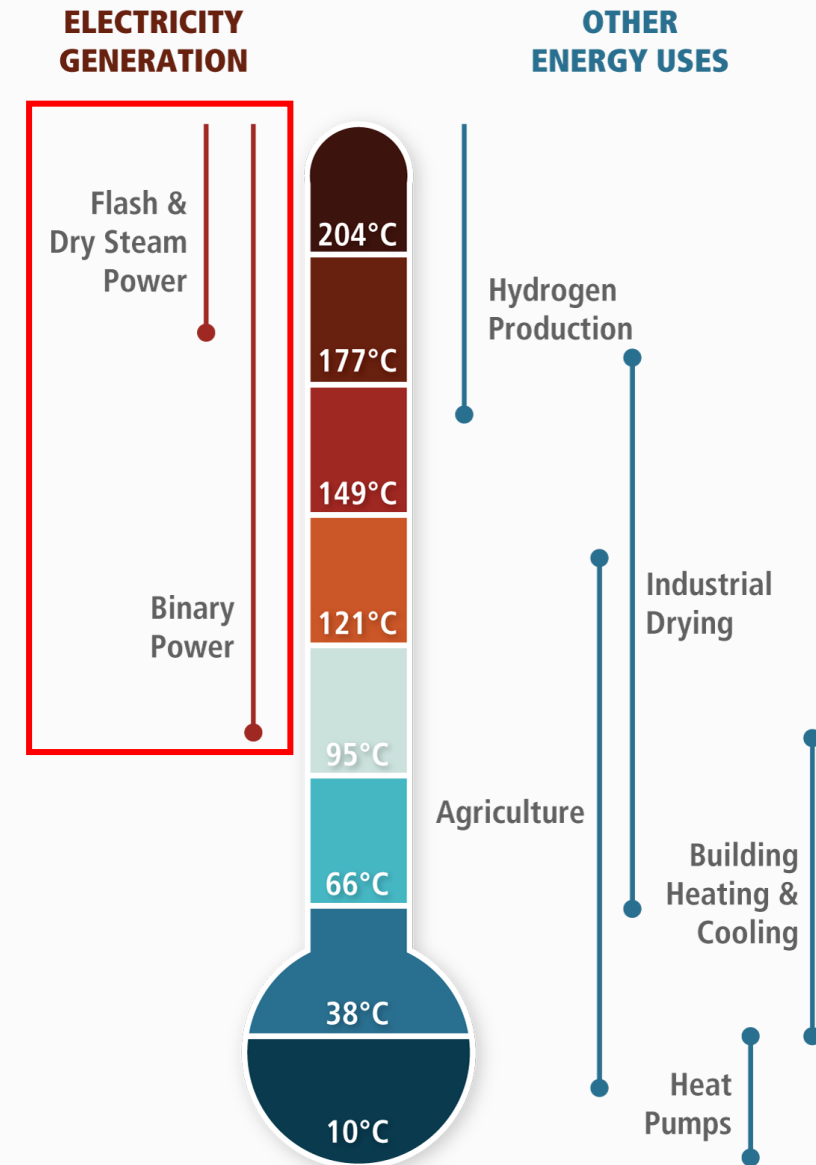 ELECTRICITY
GENERATION
OTHER
ENERGY USES
Flash &
Dry Steam
Power
Binary
Power
204°C
177°C
149°C
121°C
95°C
66°C
38°C
10°C
Hydrogen
Production
Industrial
Drying
Agriculture
Building
Heating &
Cooling
Heat
Pumps